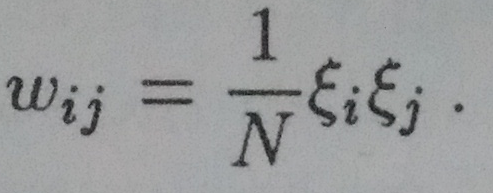 w_{ij} = \frac{1}{N} \xi_i \xi_j .